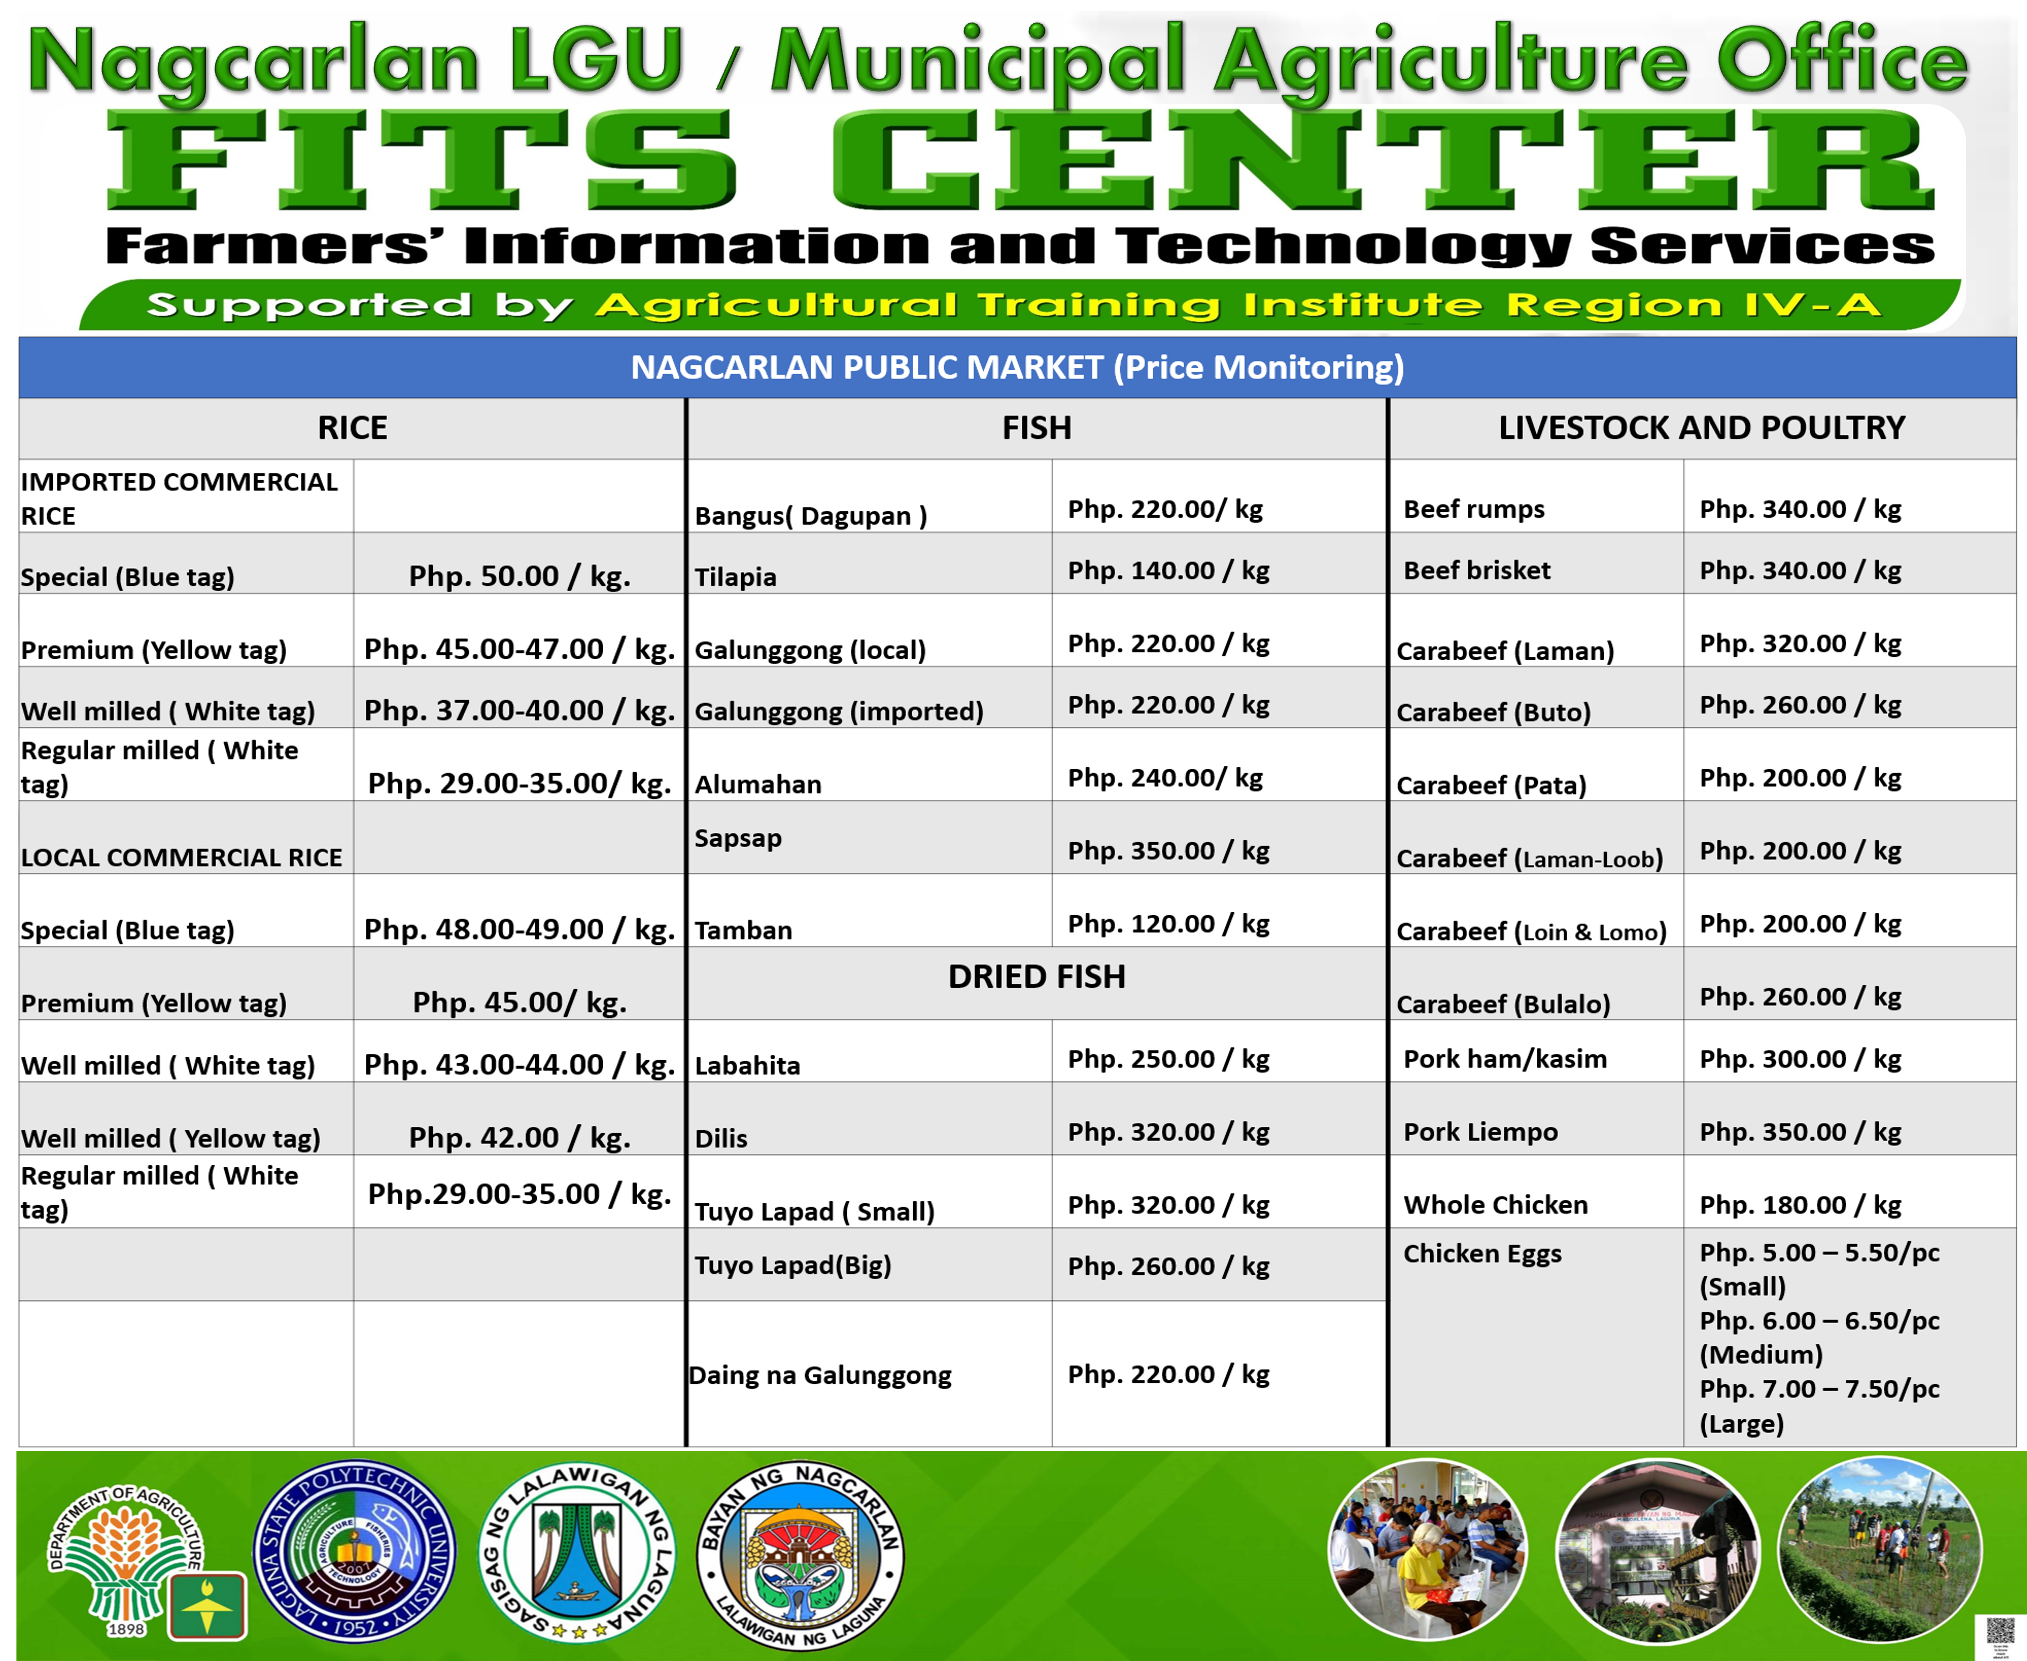 Nagcarlan LGU / Municipal Agriculture Office
FITS CENTER
Farmers' Information and Technology Services
Supported by Agricultural Training Institute Region IV-A
NAGCARLAN PUBLIC MARKET (Price Monitoring)
RICE
IMPORTED COMMERCIAL
RICE
Special (Blue tag) Php. 50.00 / kg.
Premium (Yellow tag) Php. 45.00-47.00 / kg.
Well milled ( White tag) Php. 37.00-40.00 / kg.
Regular milled ( White
tag) Php. 29.00-35.00/ kg.
LOCAL COMMERCIAL RICE
Special (Blue tag) Php. 48.00-49.00 / kg.
Premium (Yellow tag) Php. 45.00/ kg.
Well milled ( White tag) Php. 43.00-44.00 / kg.
Well milled ( Yellow tag) Php. 42.00 / kg.
Regular milled ( White
tag) Php.29.00-35.00 / kg.
FISH
Bangus( Dagupan ) Php. 220.00/ kg
Tilapia Php. 140.00 / kg
Galunggong (local) Php. 220.00 / kg
Galunggong (imported) Php. 220.00 / kg
Alumahan Php. 240.00/ kg
Sapsap Php. 350.00 / kg
Tamban Php. 120.00 / kg
DRIED FISH
Labahita Php. 250.00 / kg
Dilis Php. 320.00 / kg
Tuyo Lapad ( Small) Php. 320.00 / kg
Tuyo Lapad(Big) Php. 260.00 / kg
Daing na Galunggong Php. 220.00 / kg
LIVESTOCK AND POULTRY
Beef rumps Php. 340.00 / kg
Beef brisket Php. 340.00 / kg
Carabeef (Laman) Php. 320.00 / kg
Carabeef (Buto) Php. 260.00 / kg
Carabeef (Pata) Php. 200.00 / kg
Carabeef (Laman-Loob) Php. 200.00 / kg
Carabeef (Loin & Lomo) Php. 200.00 / kg
Carabeef (Bulalo) Php. 260.00 / kg
Pork ham/kasim Php. 300.00 / kg
Pork Liempo Php. 350.00 / kg
Whole Chicken Php. 180.00 / kg
Chicken Eggs Php. 5.00 – 5.50/pc
(Small)
Php. 6.00 – 6.50/pc
(Medium)
Php. 7.00 – 7.50/pc
(Large)
DEPARTMENT OF AGRICULTURE
1898
LAGUNA STATE POLYTECHNIC UNIVERSITY
AGRICULTURE FISHERIES
2007
TECHNOLOGY
1952
SAGISAG NG LALAWIGAN NG LAGUNA
BAYAN NG NAGCARLAN
LALAWIGAN NG LAGUNA
MAGDALENA, LAGUNA